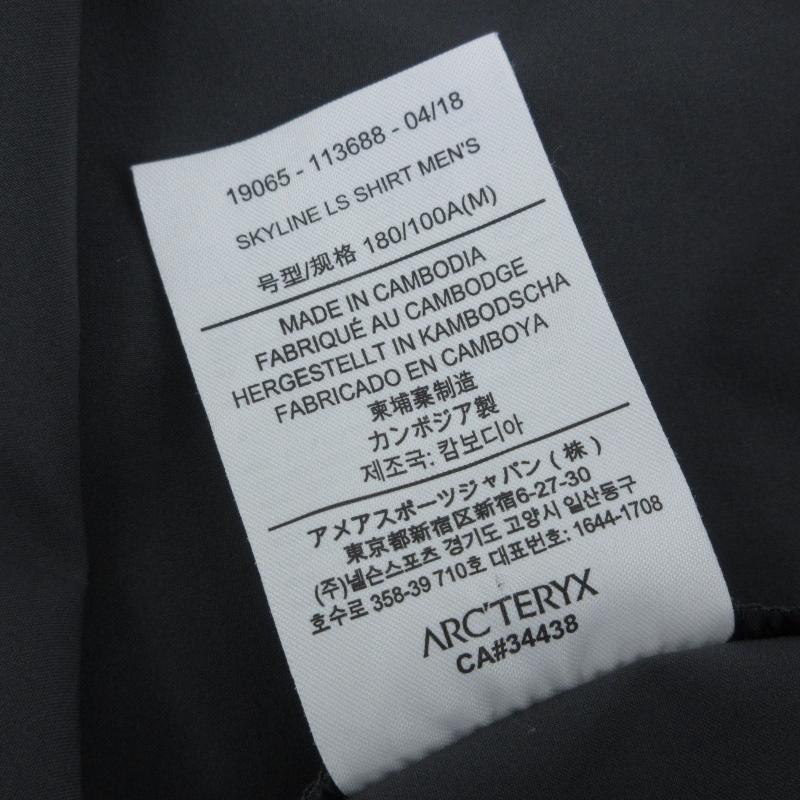 19065 - 113688 - 04/18
SKYLINE LS SHIRT MEN'S
号型/规格 180/100A(M)
MADE IN CAMBODIA
FABRIQUÉ AU CAMBODGE
HERGESTELLT IN KAMBODSCHA
FABRICADO EN CAMBOYA
柬埔寨制造
カンボジア製
제조국: 캄보디아
アメアスポーツジャパン（株）
東京都新宿区新宿6-27-30
(주)넬슨스포츠 경기도 고양시 일산동구
호수로 358-39 710호 대표번호: 1644-1708
ARC'TERYX
CA#34438